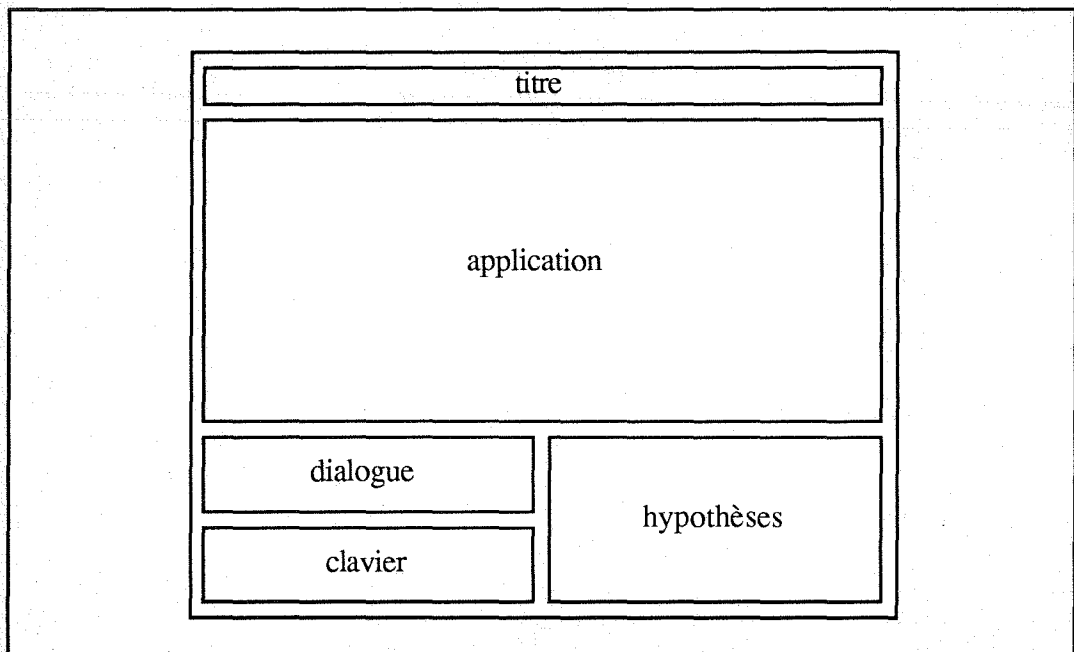 titre
application
dialogue
hypothèses
clavier